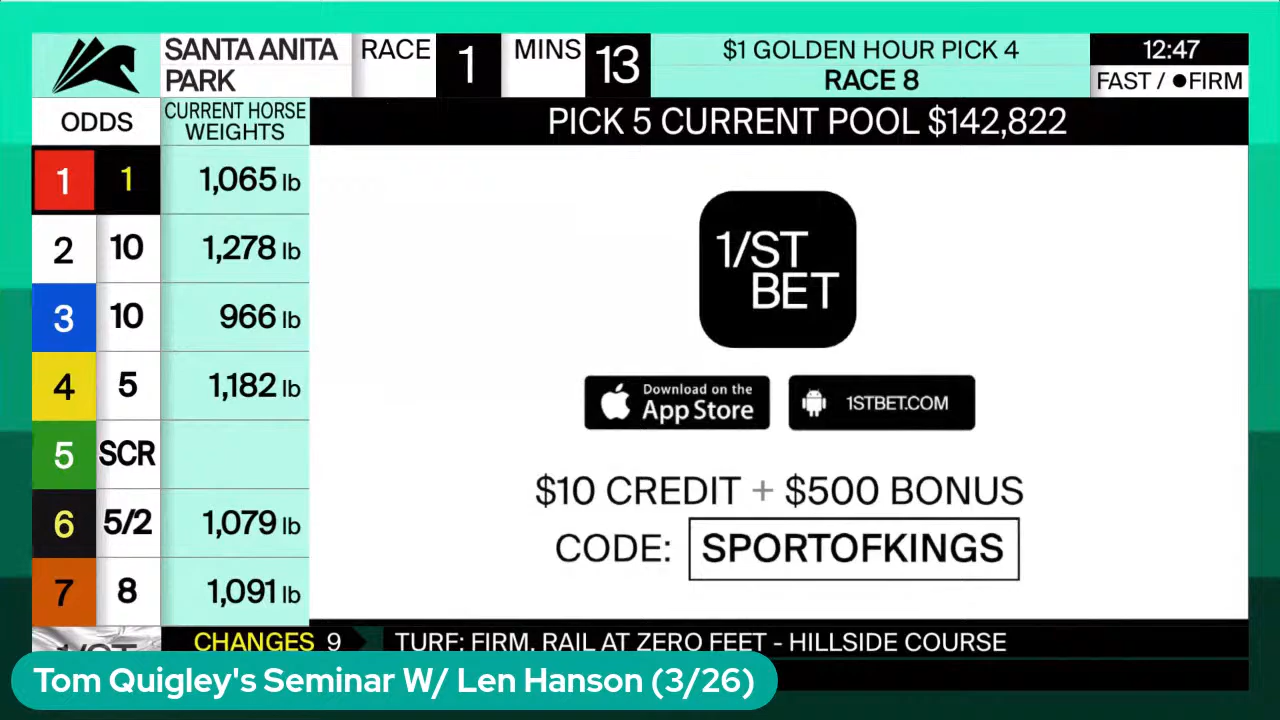 SANTA ANITA
PARK
RACE
1
MINS
13
$1 GOLDEN HOUR PICK 4
RACE 8
12:47
FAST / ●FIRM
ODDS
CURRENT HORSE
WEIGHTS
PICK 5 CURRENT POOL $142,822
1 1 1,065 lb
2 10 1,278 lb
3 10 966 lb
4 5 1,182 lb
5 SCR
6 5/2 1,079 lb
7 8 1,091 lb
1/ST
BET
Download on the
App Store
1STBET.COM
$10 CREDIT + $500 BONUS
CODE: SPORTOFKINGS
CHANGES 9
TURF: FIRM, RAIL AT ZERO FEET - HILLSIDE COURSE
Tom Quigley's Seminar W/ Len Hanson (3/26)